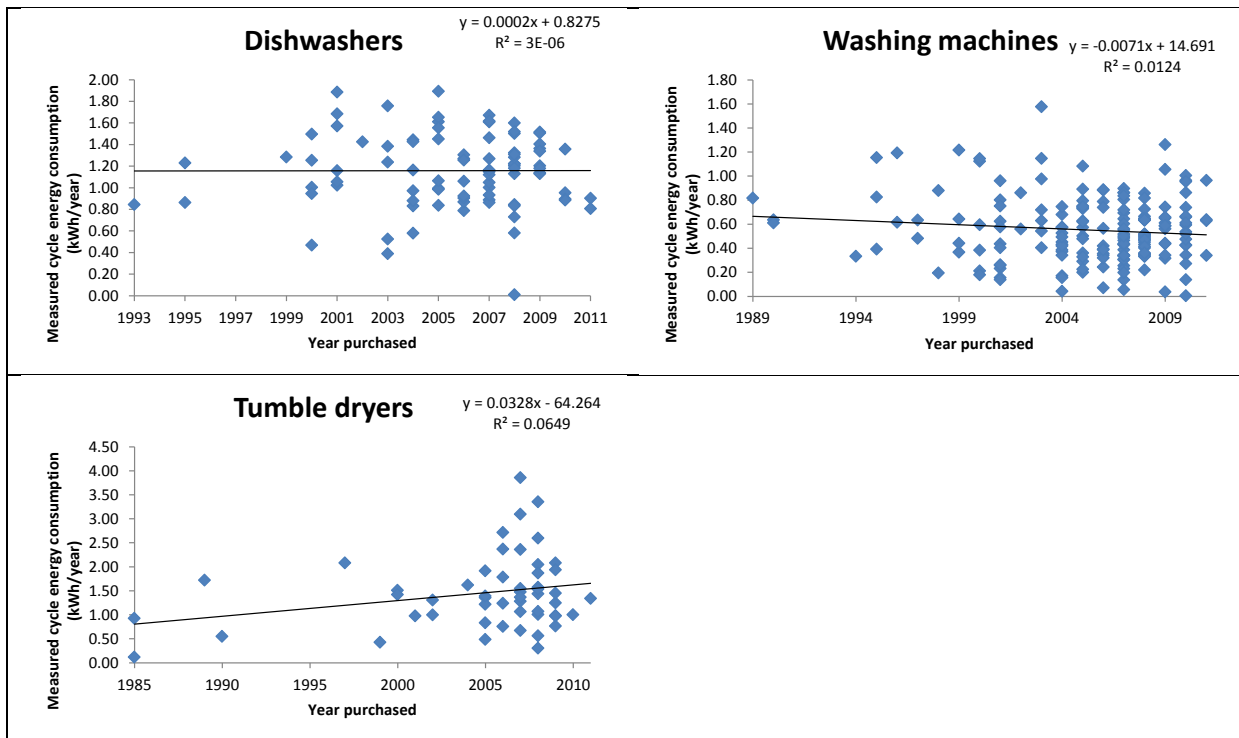 Dishwashers
y = 0.0002x + 0.8275
R² = 3E-06
Measured cycle energy consumption
(kWh/year)
2.00
1.80
1.60
1.40
1.20
1.00
0.80
0.60
0.40
0.20
0.00
1993 1995 1997 1999 2001 2003 2005 2007 2009 2011
Year purchased
Washing machines
y = -0.0071x + 14.691
R² = 0.0124
Measured cycle energy consumption
(kWh/year)
1.80
1.60
1.40
1.20
1.00
0.80
0.60
0.40
0.20
0.00
1989 1994 1999 2004 2009
Year purchased
Tumble dryers
y = 0.0328x - 64.264
R² = 0.0649
Measured cycle energy consumption
(kWh/year)
4.50
4.00
3.50
3.00
2.50
2.00
1.50
1.00
0.50
0.00
1985 1990 1995 2000 2005 2010
Year purchased